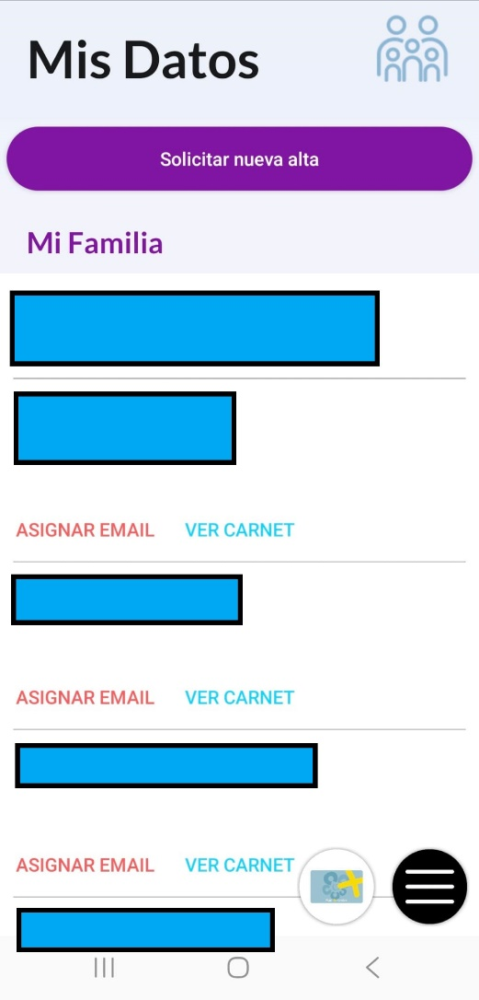 Mis Datos
Solicitar nueva alta
Mi Familia
ASIGNAR EMAIL VER CARNET
ASIGNAR EMAIL VER CARNET
ASIGNAR EMAIL VER CARNET